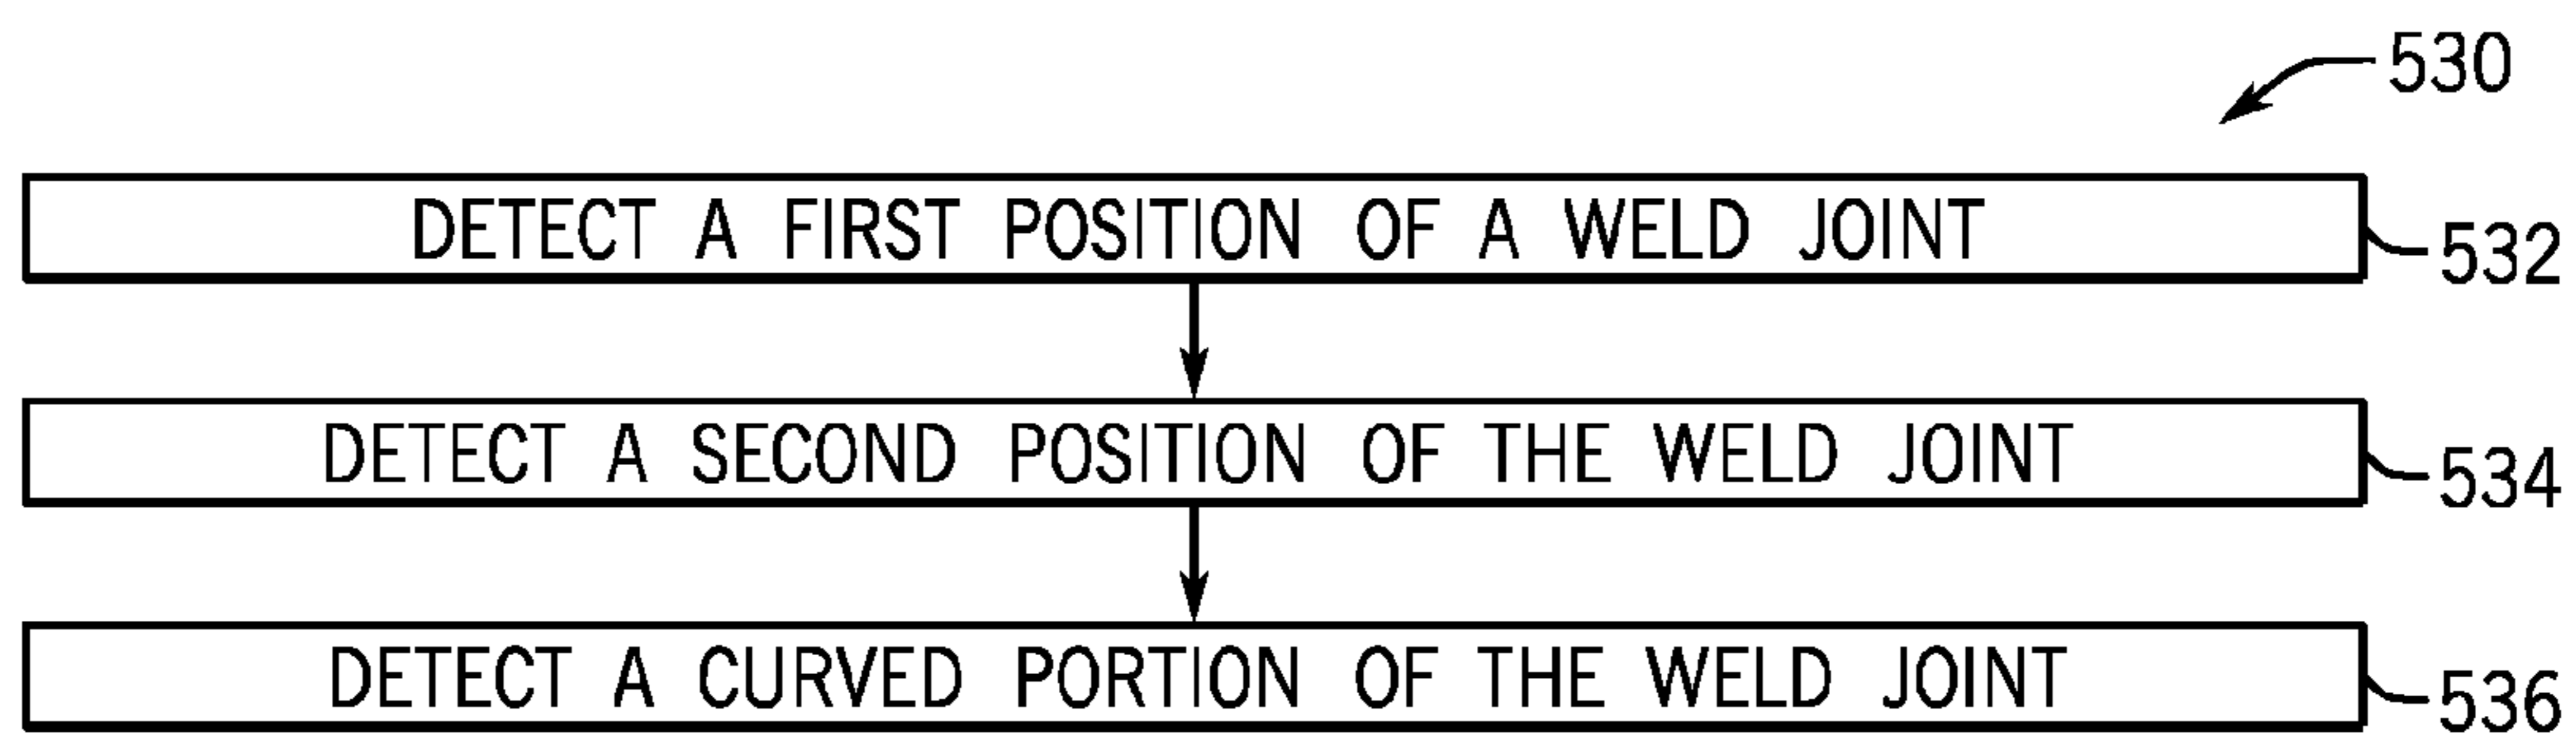 530
DETECT A FIRST POSITION OF A WELD JOINT
532
DETECT A SECOND POSITION OF THE WELD JOINT
534
DETECT A CURVED PORTION OF THE WELD JOINT
536